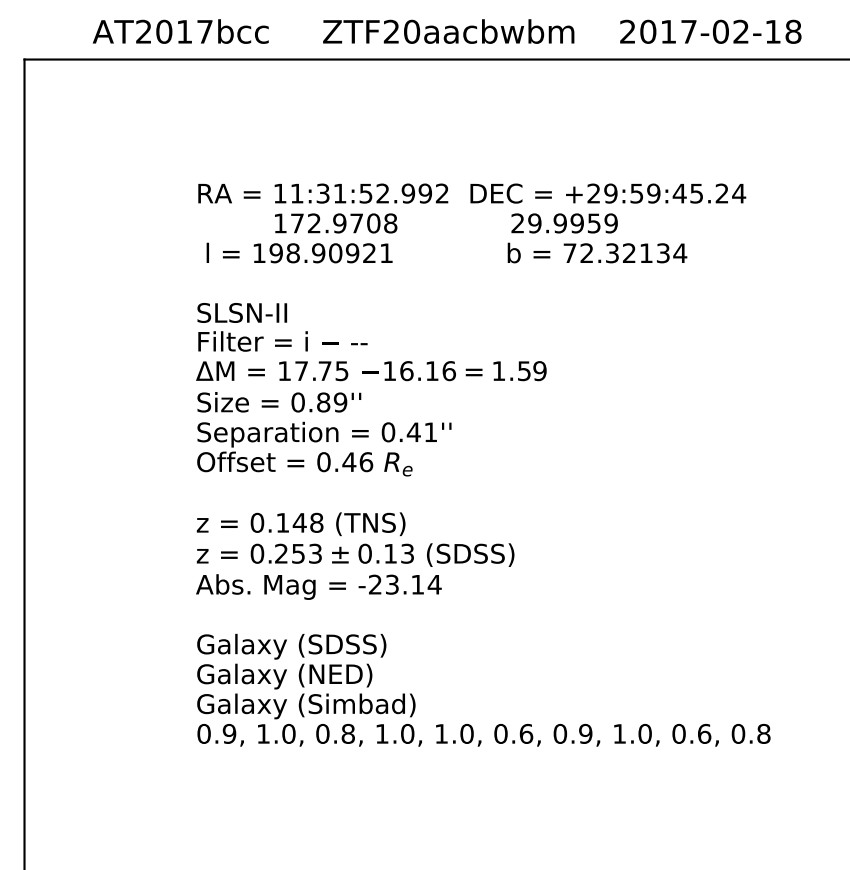 AT2017bcc ZTF20aacbwbm 2017-02-18
RA = 11:31:52.992 DEC = +29:59:45.24
172.9708 29.9959
l = 198.90921 b = 72.32134
SLSN-II
Filter = i − --
ΔM = 17.75 −16.16 = 1.59
Size = 0.89''
Separation = 0.41''
Offset = 0.46 Rₑ
z = 0.148 (TNS)
z = 0.253 ± 0.13 (SDSS)
Abs. Mag = -23.14
Galaxy (SDSS)
Galaxy (NED)
Galaxy (Simbad)
0.9, 1.0, 0.8, 1.0, 1.0, 0.6, 0.9, 1.0, 0.6, 0.8